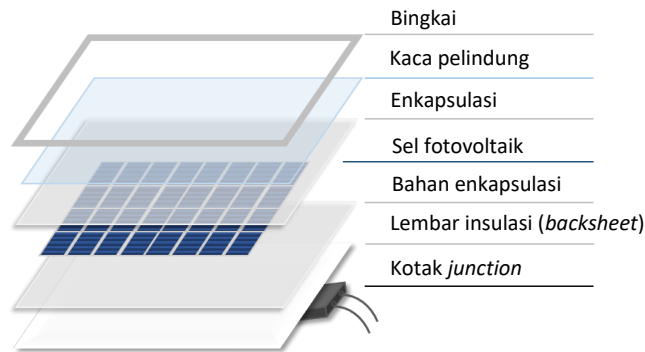 Bingkai
Kaca pelindung
Enkapsulasi
Sel fotovoltaik
Bahan enkapsulasi
Lembar insulasi (backsheet)
Kotak junction